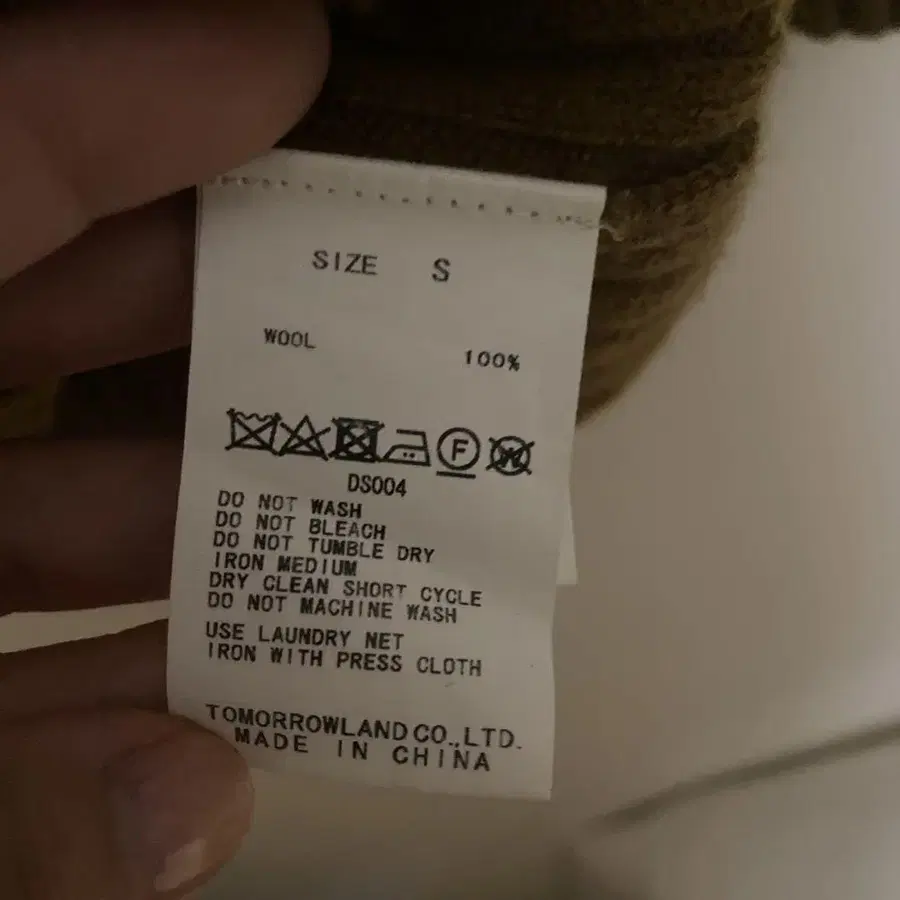 SIZE S
WOOL 100%
F W
DS004
DO NOT WASH
DO NOT BLEACH
DO NOT TUMBLE DRY
IRON MEDIUM
DRY CLEAN SHORT CYCLE
DO NOT MACHINE WASH
USE LAUNDRY NET
IRON WITH PRESS CLOTH
TOMORROWLAND CO.,LTD.
MADE IN CHINA